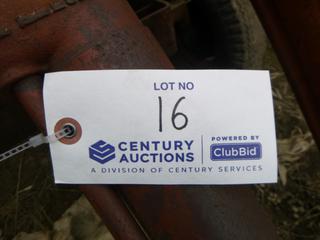 LOT NO
16
CENTURY AUCTIONS
POWERED BY
ClubBid
A DIVISION OF CENTURY SERVICES